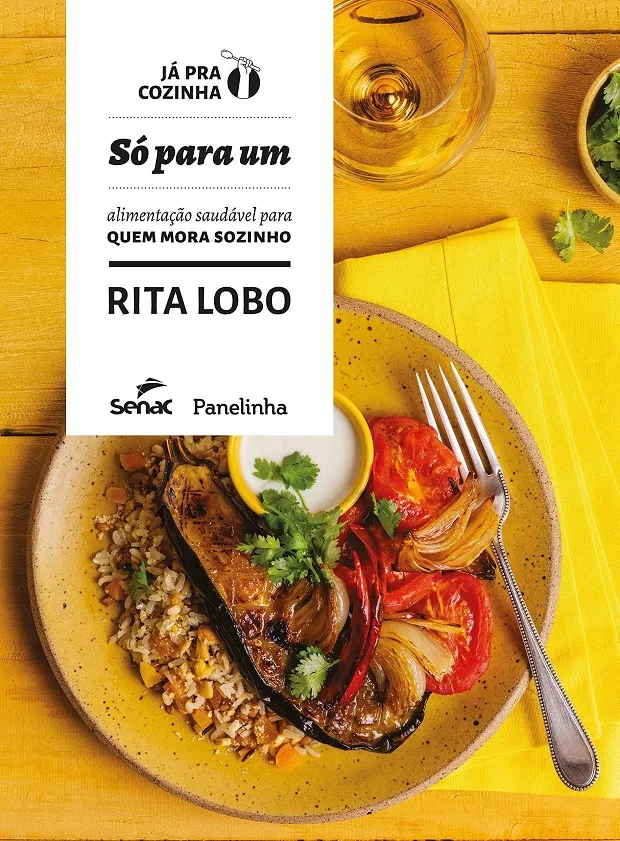 JÁ PRA
COZINHA
Só para um
alimentação saudável para
QUEM MORA SOZINHO
RITA LOBO
Senac Panelinha